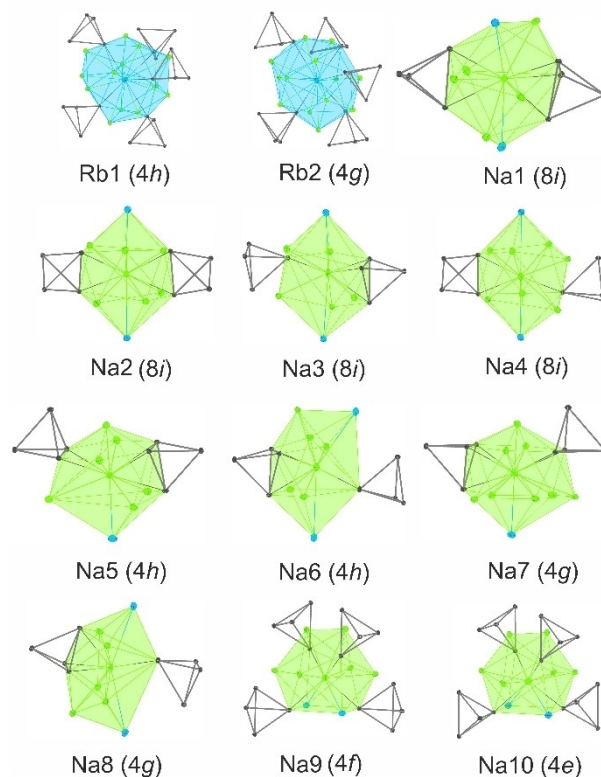 Rb1 (4h) Rb2 (4g) Na1 (8i)
Na2 (8i) Na3 (8i) Na4 (8i)
Na5 (4h) Na6 (4h) Na7 (4g)
Na8 (4g) Na9 (4f) Na10 (4e)